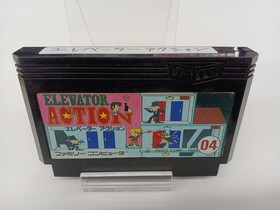 TAITO
ELEVATOR
ACTION
エレベーター アクション
ファミリー コンピュータ
04